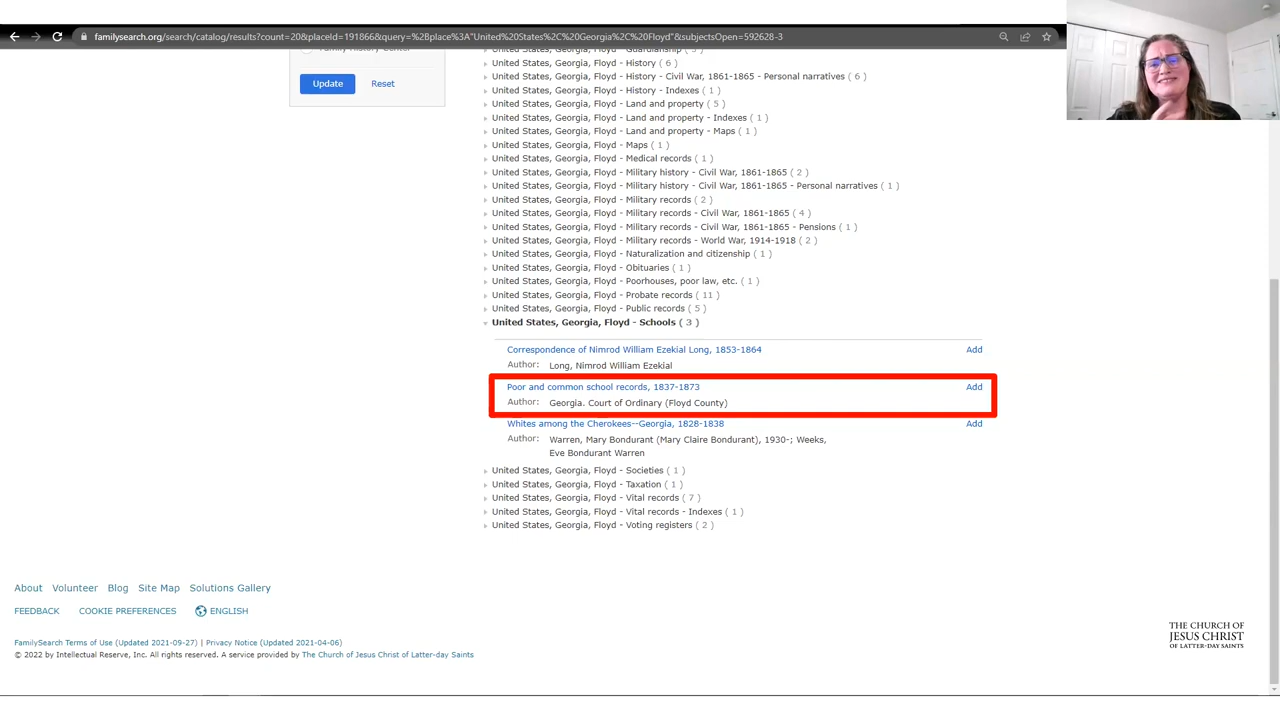 familysearch.org/search/catalog/results?count=20&placeId=191866&query=%2Bplace%3A"United%20States%2C%20Georgia%2C%20Floyd"&subjectsOpen=592628-3
Family History Center
Update Reset
United States, Georgia, Floyd - Guardianship ( 3 )
United States, Georgia, Floyd - History ( 6 )
United States, Georgia, Floyd - History - Civil War, 1861-1865 - Personal narratives ( 6 )
United States, Georgia, Floyd - History - Indexes ( 1 )
United States, Georgia, Floyd - Land and property ( 5 )
United States, Georgia, Floyd - Land and property - Indexes ( 1 )
United States, Georgia, Floyd - Land and property - Maps ( 1 )
United States, Georgia, Floyd - Maps ( 1 )
United States, Georgia, Floyd - Medical records ( 1 )
United States, Georgia, Floyd - Military history - Civil War, 1861-1865 ( 2 )
United States, Georgia, Floyd - Military history - Civil War, 1861-1865 - Personal narratives ( 1 )
United States, Georgia, Floyd - Military records ( 2 )
United States, Georgia, Floyd - Military records - Civil War, 1861-1865 ( 4 )
United States, Georgia, Floyd - Military records - Civil War, 1861-1865 - Pensions ( 1 )
United States, Georgia, Floyd - Military records - World War, 1914-1918 ( 2 )
United States, Georgia, Floyd - Naturalization and citizenship ( 1 )
United States, Georgia, Floyd - Obituaries ( 1 )
United States, Georgia, Floyd - Poorhouses, poor law, etc. ( 1 )
United States, Georgia, Floyd - Probate records ( 11 )
United States, Georgia, Floyd - Public records ( 5 )
United States, Georgia, Floyd - Schools ( 3 )
Correspondence of Nimrod William Ezekial Long, 1853-1864 Add
Author: Long, Nimrod William Ezekial
Poor and common school records, 1837-1873 Add
Author: Georgia. Court of Ordinary (Floyd County)
Whites among the Cherokees--Georgia, 1828-1838 Add
Author: Warren, Mary Bondurant (Mary Claire Bondurant), 1930-; Weeks,
Eve Bondurant Warren
United States, Georgia, Floyd - Societies ( 1 )
United States, Georgia, Floyd - Taxation ( 1 )
United States, Georgia, Floyd - Vital records ( 7 )
United States, Georgia, Floyd - Vital records - Indexes ( 1 )
United States, Georgia, Floyd - Voting registers ( 2 )
About Volunteer Blog Site Map Solutions Gallery
FEEDBACK COOKIE PREFERENCES ENGLISH
FamilySearch Terms of Use (Updated 2021-09-27) | Privacy Notice (Updated 2021-04-06)
© 2022 by Intellectual Reserve, Inc. All rights reserved. A service provided by The Church of Jesus Christ of Latter-day Saints
THE CHURCH OF
JESUS CHRIST
OF LATTER-DAY SAINTS